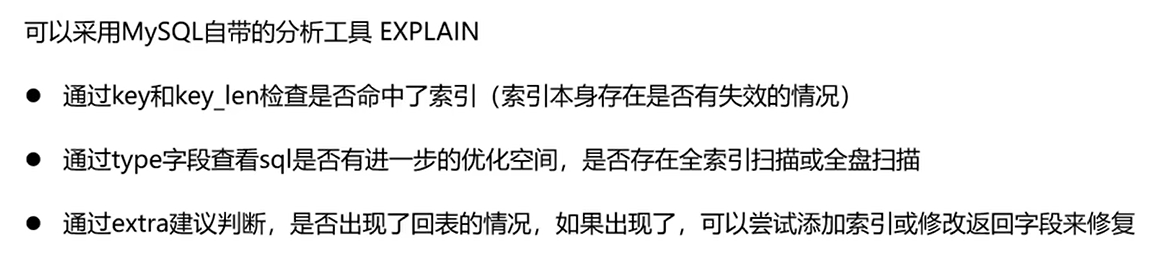 可以采用MySQL自带的分析工具 EXPLAIN
● 通过key和key_len检查是否命中了索引（索引本身存在是否有失效的情况）
● 通过type字段查看sql是否有进一步的优化空间，是否存在全索引扫描或全盘扫描
● 通过extra建议判断，是否出现了回表的情况，如果出现了，可以尝试添加索引或修改返回字段来修复